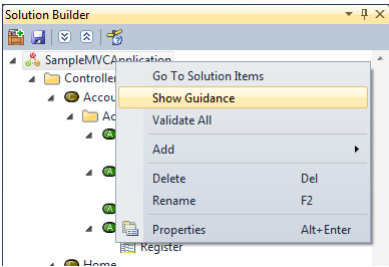 Solution Builder
SampleMVCApplication
Controller
Go To Solution Items
Accou
Show Guidance
Ac
Validate All
Add
Delete Del
Rename F2
Properties Alt+Enter
Register
Home